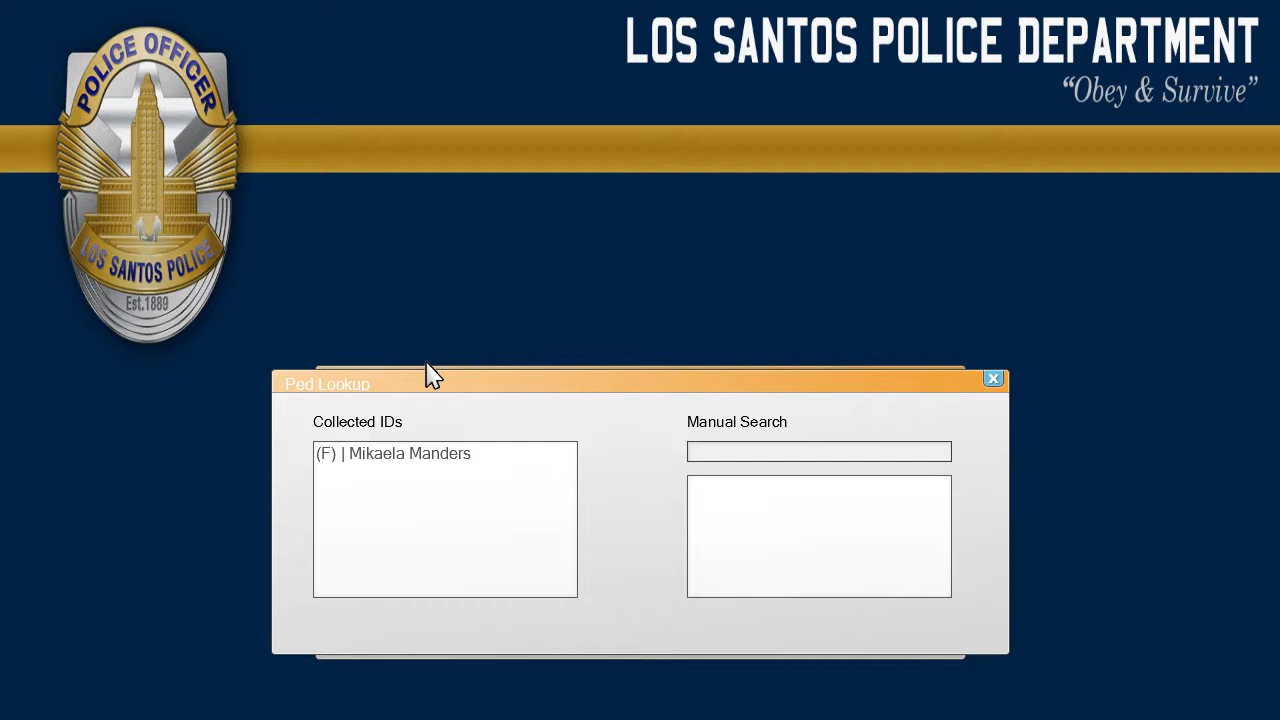 LOS SANTOS POLICE DEPARTMENT
“Obey & Survive”
POLICE OFFICER
LOS SANTOS POLICE
Est.1889
Ped Lookup
x
Collected IDs
Manual Search
(F) | Mikaela Manders